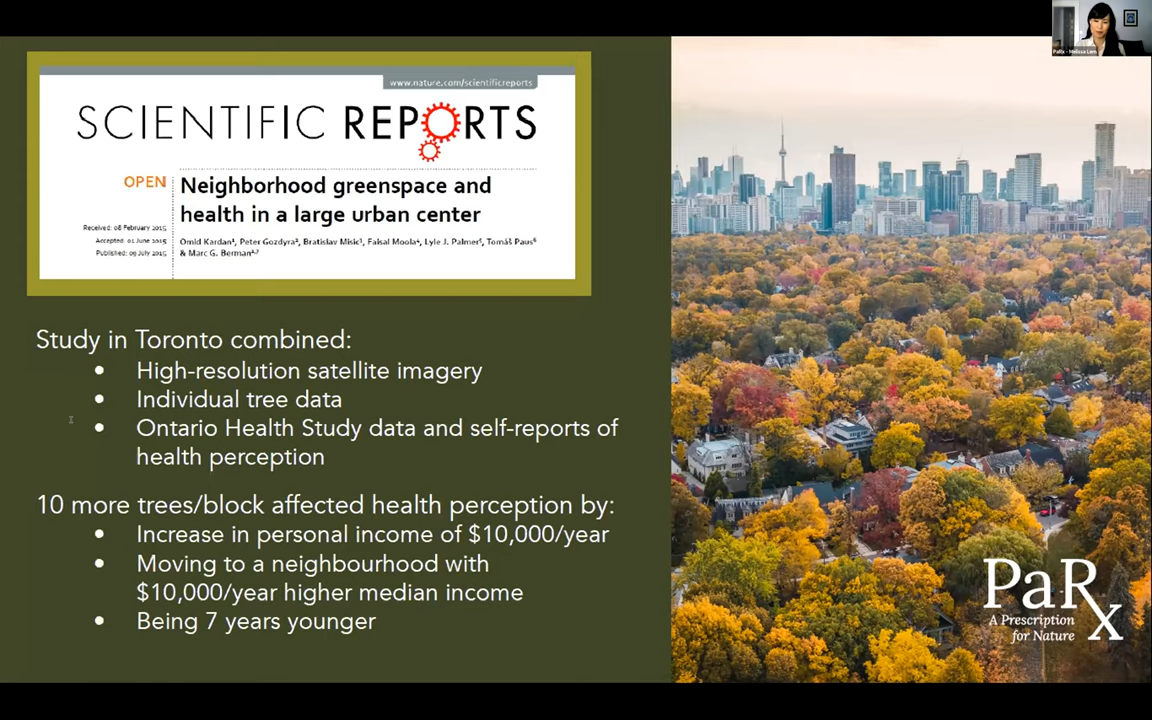 PaRx - Melissa Lem
www.nature.com/scientificreports
SCIENTIFIC REPORTS
OPEN
Neighborhood greenspace and
health in a large urban center
Received: 08 February 2015
Accepted: 01 June 2015
Published: 09 July 2015
Omid Kardan¹, Peter Gozdyra², Bratislav Misic³, Faisal Moola⁴, Lyle J. Palmer⁵, Tomáš Paus⁶
& Marc G. Berman¹,⁷
Study in Toronto combined:
• High-resolution satellite imagery
• Individual tree data
• Ontario Health Study data and self-reports of
health perception
10 more trees/block affected health perception by:
• Increase in personal income of $10,000/year
• Moving to a neighbourhood with
$10,000/year higher median income
• Being 7 years younger
PaRx
A Prescription
for Nature